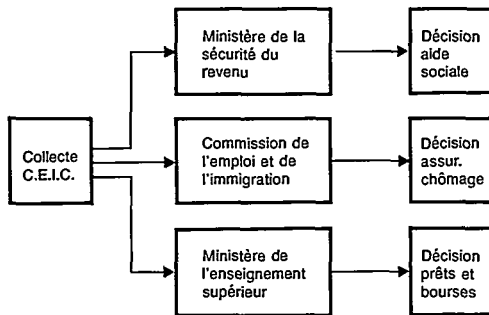 Ministère de la
sécurité du
revenu
Décision
aide
sociale
Collecte
C.E.I.C.
Commission de
l'emploi et de
l'immigration
Décision
assur.
chômage
Ministère de
l'enseignement
supérieur
Décision
prêts et
bourses